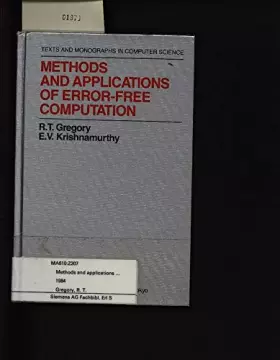 TEXTS AND MONOGRAPHS IN COMPUTER SCIENCE
METHODS
AND APPLICATIONS
OF ERROR-FREE
COMPUTATION
R.T. Gregory
E.V. Krishnamurthy
MA619:2307
Methods and applications ...
1984
Gregory, R. T.
Siemens AG Fachbibl. Erl S